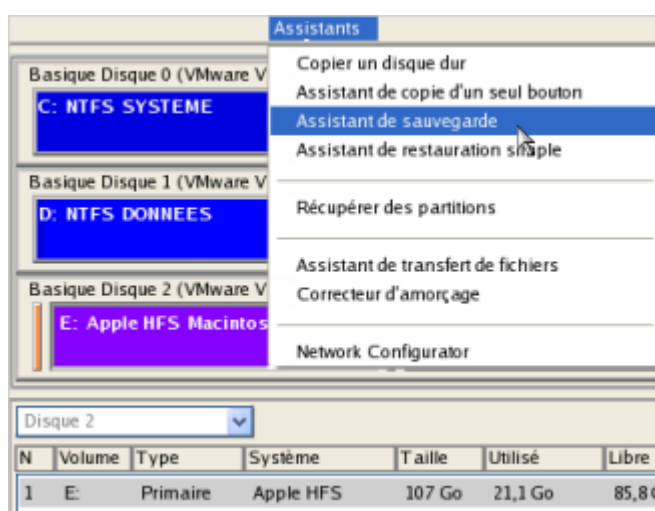 Assistants
Copier un disque dur
Assistant de copie d'un seul bouton
Assistant de sauvegarde
Assistant de restauration simple
Récupérer des partitions
Assistant de transfert de fichiers
Correcteur d'amorçage
Network Configurator
Basique Disque 0 (VMware V
C: NTFS SYSTEME
Basique Disque 1 (VMware V
D: NTFS DONNEES
Basique Disque 2 (VMware V
E: Apple HFS Macintos
Disque 2
N Volume Type Système Taille Utilisé Libre
1 E: Primaire Apple HFS 107 Go 21,1 Go 85,8